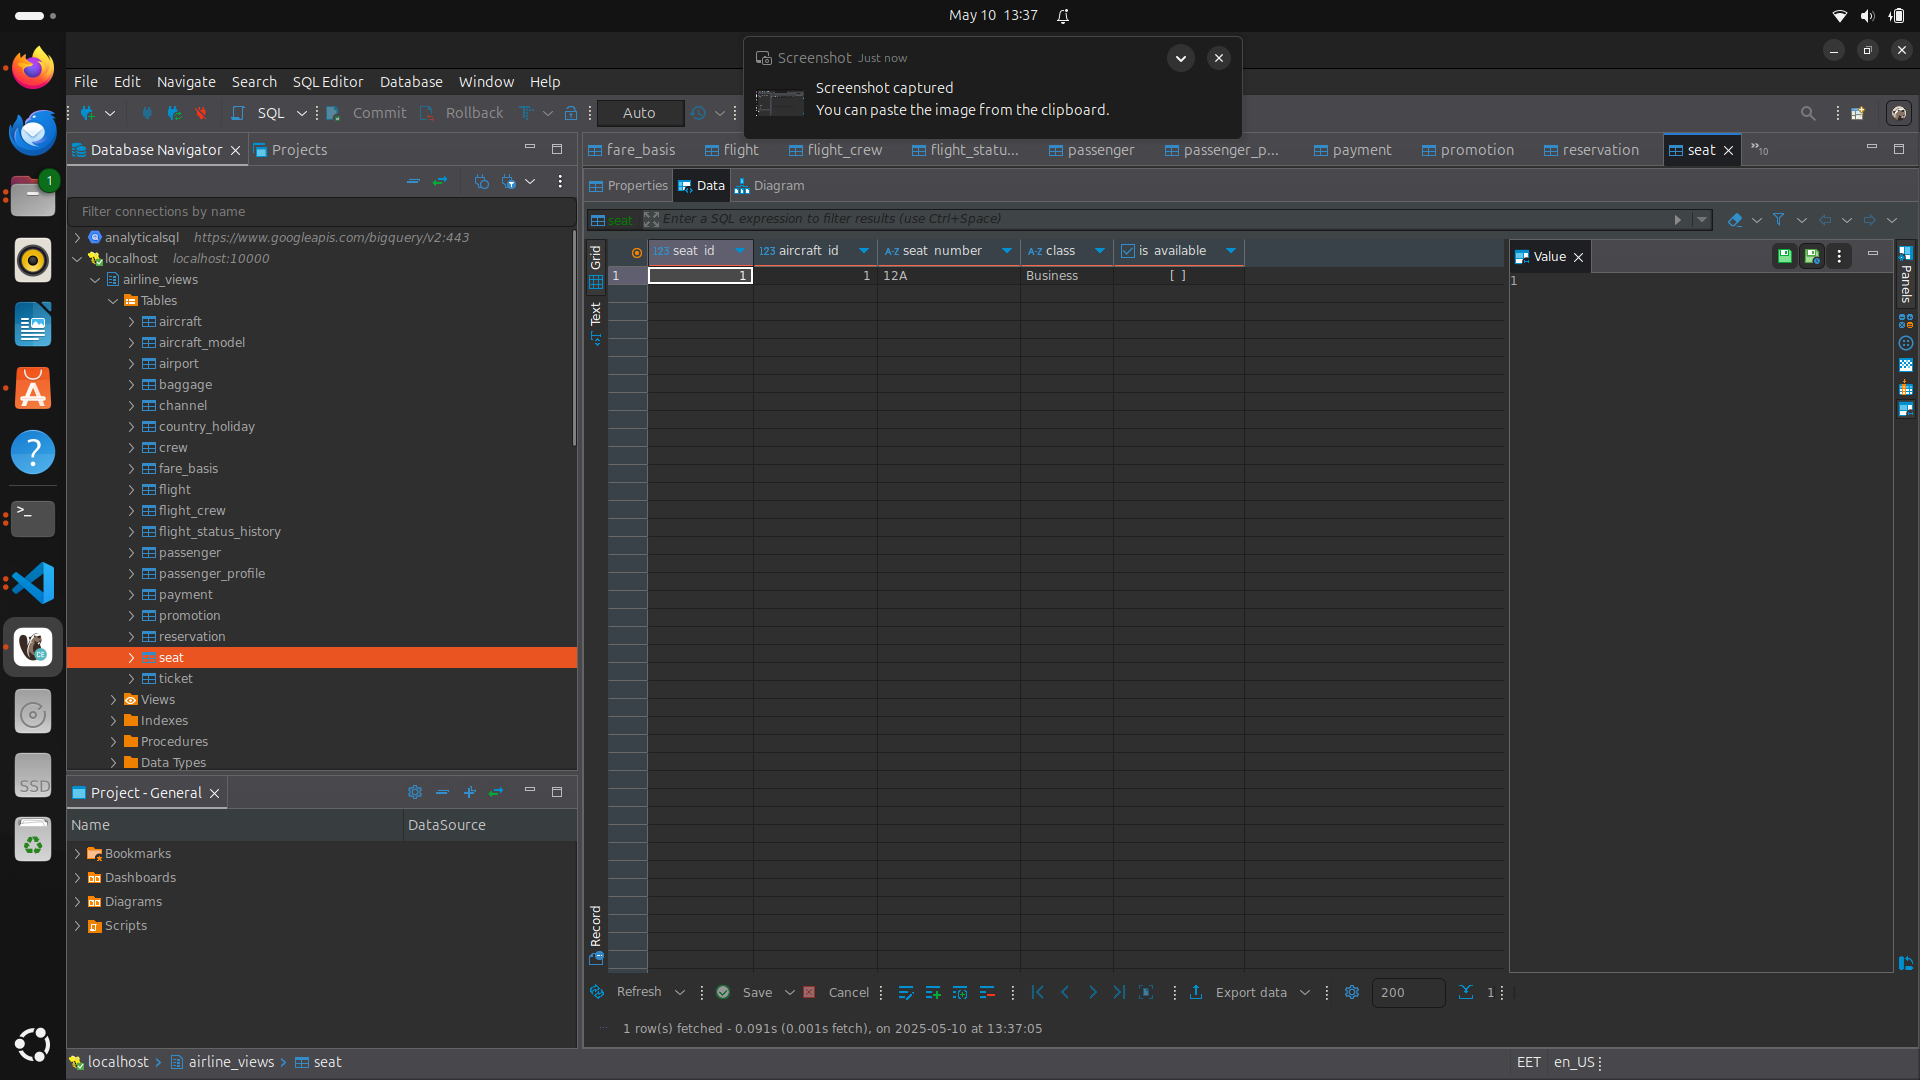 May 10 13:37
Screenshot Just now
Screenshot captured
You can paste the image from the clipboard.
File Edit Navigate Search SQL Editor Database Window Help
SQL Commit Rollback Auto
Database Navigator Projects
fare_basis flight flight_crew flight_statu... passenger passenger_p... payment promotion reservation seat »10
Properties Data Diagram
Filter connections by name
seat Enter a SQL expression to filter results (use Ctrl+Space)
analyticalsql https://www.googleapis.com/bigquery/v2:443
localhost localhost:10000
airline_views
Tables
aircraft
aircraft_model
airport
baggage
channel
country_holiday
crew
fare_basis
flight
flight_crew
flight_status_history
passenger
passenger_profile
payment
promotion
reservation
seat
ticket
Views
Indexes
Procedures
Data Types
Grid
Text
Record
123 seat_id 123 aircraft_id A-Z seat_number A-Z class is_available
1 1 1 12A Business [ ]
Value
1
Panels
Project - General
Name DataSource
Bookmarks
Dashboards
Diagrams
Scripts
Refresh Save Cancel Export data 200 1
1 row(s) fetched - 0.091s (0.001s fetch), on 2025-05-10 at 13:37:05
localhost airline_views seat
EET en_US
1
>_
?
CE
SSD